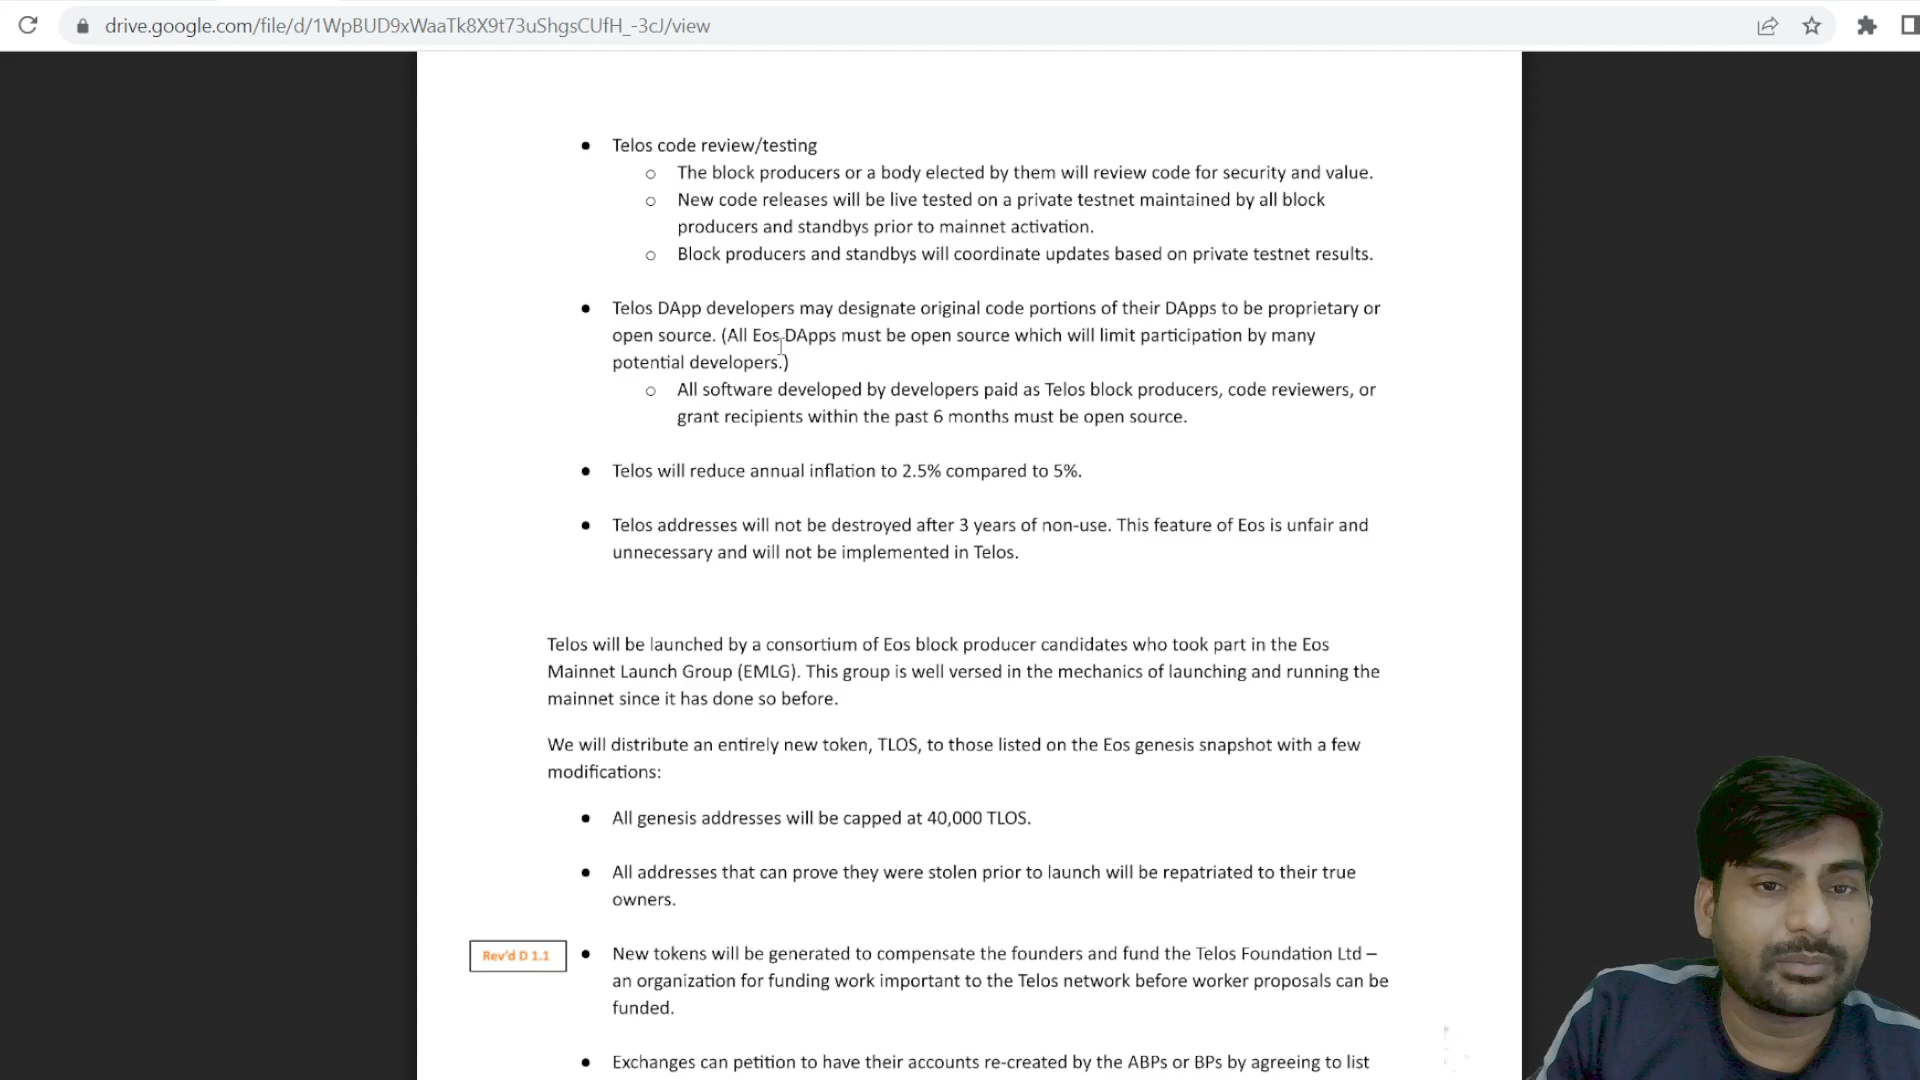 drive.google.com/file/d/1WpBUD9xWaaTk8X9t73uShgsCUfH_-3cJ/view
● Telos code review/testing
○ The block producers or a body elected by them will review code for security and value.
○ New code releases will be live tested on a private testnet maintained by all block
producers and standbys prior to mainnet activation.
○ Block producers and standbys will coordinate updates based on private testnet results.
● Telos DApp developers may designate original code portions of their DApps to be proprietary or
open source. (All Eos DApps must be open source which will limit participation by many
potential developers.)
○ All software developed by developers paid as Telos block producers, code reviewers, or
grant recipients within the past 6 months must be open source.
● Telos will reduce annual inflation to 2.5% compared to 5%.
● Telos addresses will not be destroyed after 3 years of non-use. This feature of Eos is unfair and
unnecessary and will not be implemented in Telos.
Telos will be launched by a consortium of Eos block producer candidates who took part in the Eos
Mainnet Launch Group (EMLG). This group is well versed in the mechanics of launching and running the
mainnet since it has done so before.
We will distribute an entirely new token, TLOS, to those listed on the Eos genesis snapshot with a few
modifications:
● All genesis addresses will be capped at 40,000 TLOS.
● All addresses that can prove they were stolen prior to launch will be repatriated to their true
owners.
Rev'd D 1.1 ● New tokens will be generated to compensate the founders and fund the Telos Foundation Ltd –
an organization for funding work important to the Telos network before worker proposals can be
funded.
● Exchanges can petition to have their accounts re-created by the ABPs or BPs by agreeing to list